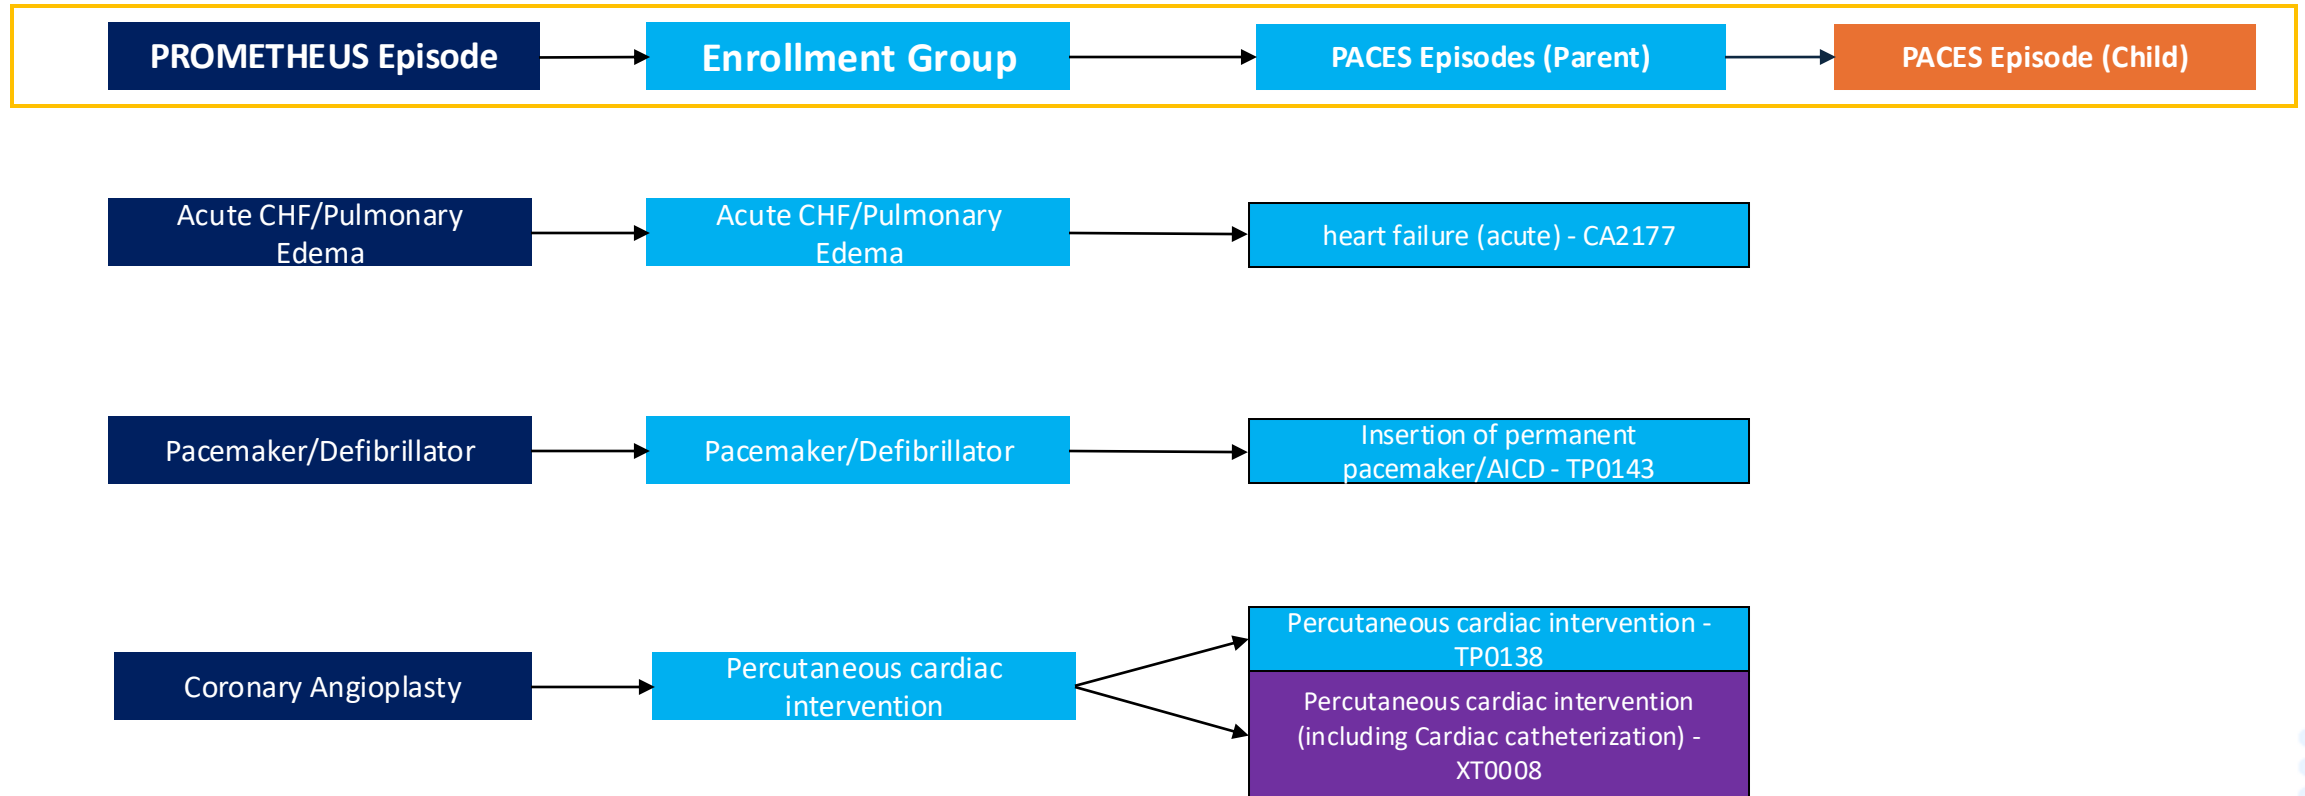 PROMETHEUS Episode
Enrollment Group
PACES Episodes (Parent)
PACES Episode (Child)
Acute CHF/Pulmonary
Edema
Acute CHF/Pulmonary
Edema
heart failure (acute) - CA2177
Pacemaker/Defibrillator
Pacemaker/Defibrillator
Insertion of permanent
pacemaker/AICD - TP0143
Coronary Angioplasty
Percutaneous cardiac
intervention
Percutaneous cardiac intervention -
TP0138
Percutaneous cardiac intervention
(including Cardiac catheterization) -
XT0008